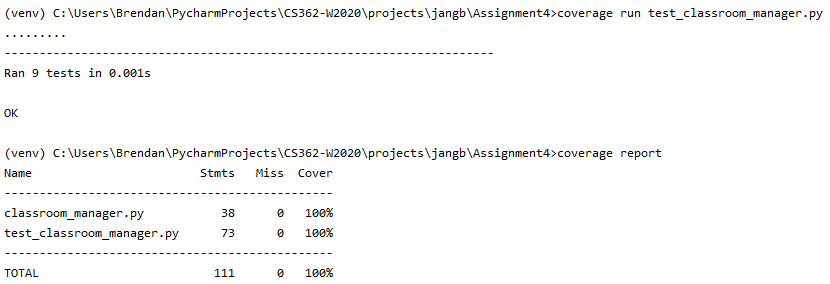 (venv) C:\Users\Brendan\PycharmProjects\CS362-W2020\projects\jangb\Assignment4>coverage run test_classroom_manager.py
.........
----------------------------------------------------------------------
Ran 9 tests in 0.001s

OK

(venv) C:\Users\Brendan\PycharmProjects\CS362-W2020\projects\jangb\Assignment4>coverage report
Name                        Stmts   Miss  Cover
-----------------------------------------------
classroom_manager.py           38      0   100%
test_classroom_manager.py      73      0   100%
-----------------------------------------------
TOTAL                         111      0   100%